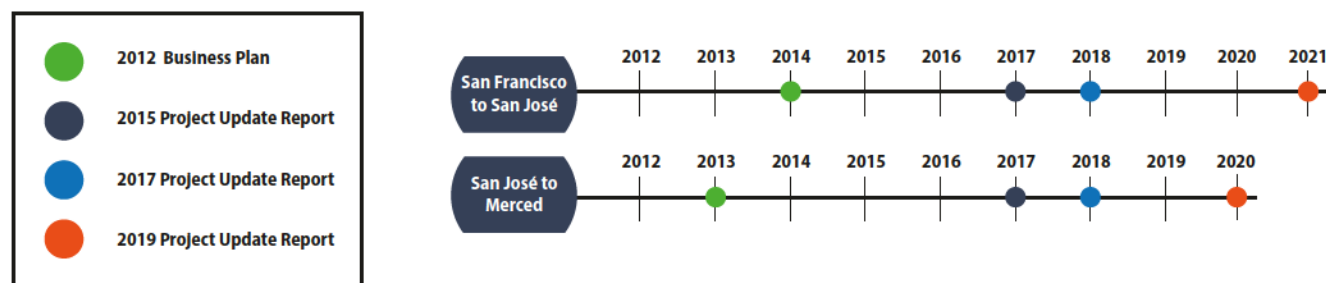 2012 Business Plan
2015 Project Update Report
2017 Project Update Report
2019 Project Update Report
San Francisco
to San José
2012 2013 2014 2015 2016 2017 2018 2019 2020 2021
San José to
Merced
2012 2013 2014 2015 2016 2017 2018 2019 2020